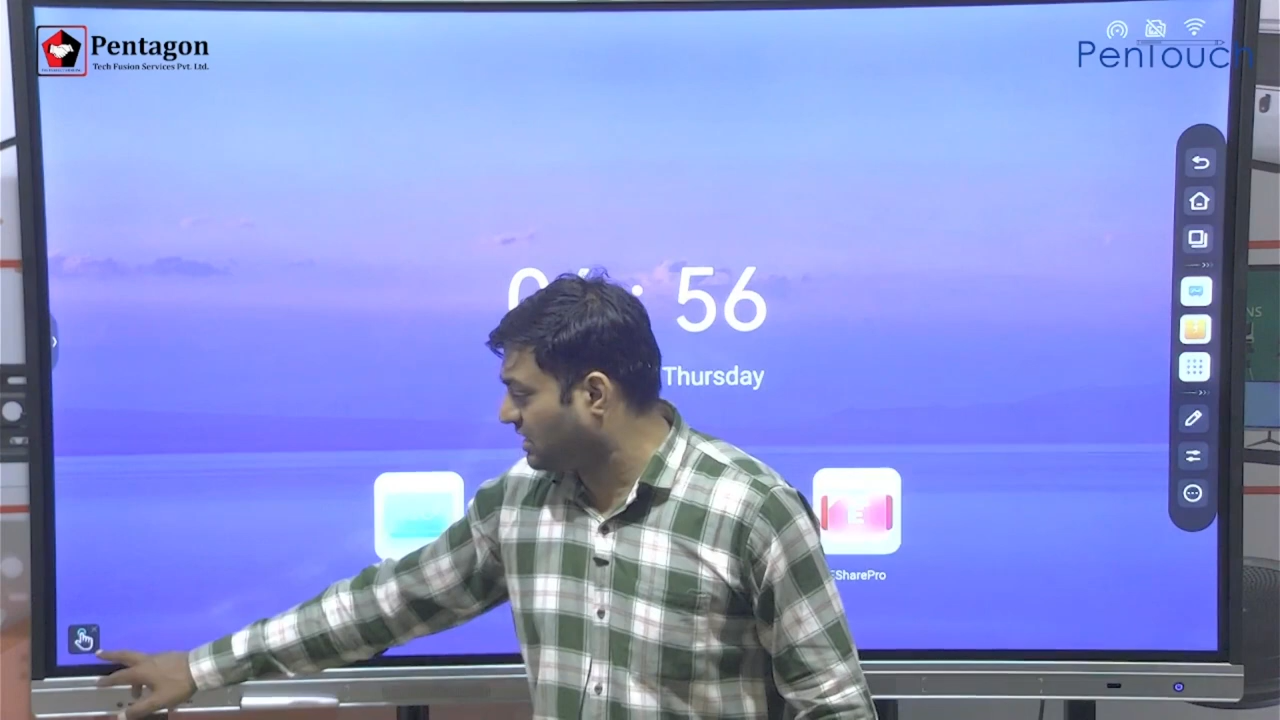 Pentagon
Tech Fusion Services Pvt. Ltd.
PenTouch
: 56
Thursday
ESharePro